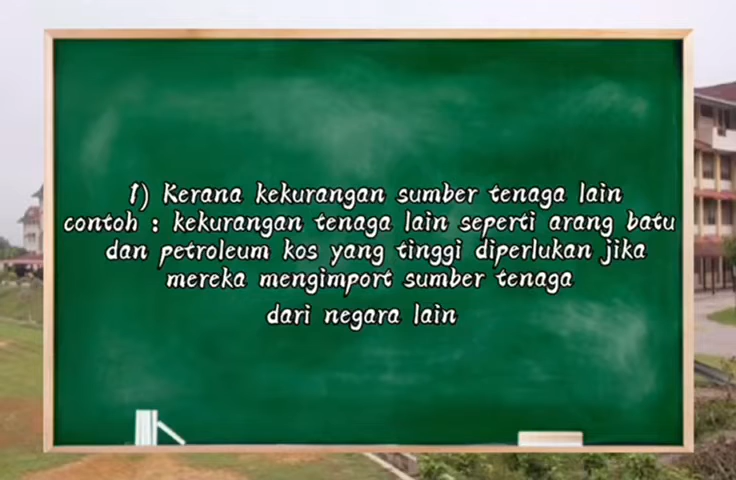 1) Kerana kekurangan sumber tenaga lain
contoh : kekurangan tenaga lain seperti arang batu
dan petroleum kos yang tinggi diperlukan jika
mereka mengimport sumber tenaga
dari negara lain